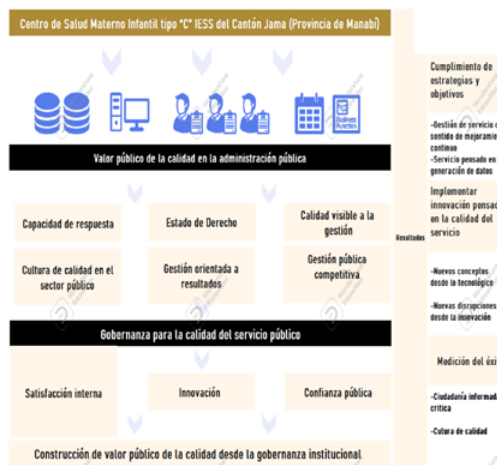 Centro de Salud Materno Infantil tipo "C" IESS del Cantón Jama (Provincia de Manabí)
Valor público de la calidad en la administración pública
Capacidad de respuesta
Estado de Derecho
Calidad visible a la
gestión
Cultura de calidad en el
sector público
Gestión orientada a
resultados
Gestión pública
competitiva
Gobernanza para la calidad del servicio público
Satisfacción interna
Innovación
Confianza pública
Construcción de valor público de la calidad desde la gobernanza institucional
Resultados
Cumplimiento de
estrategias y
objetivos
-Gestión de servicio
sentido de
continuo
-Servicio pensado en
generación de datos
Implementar
innovación
en la calidad del
servicio
-Nuevos conceptos
desde lo tecnológico
-Nuevas disrupciones
desde la innovación
Medición del
-Ciudadanía
crítica
-Cutura de calidad